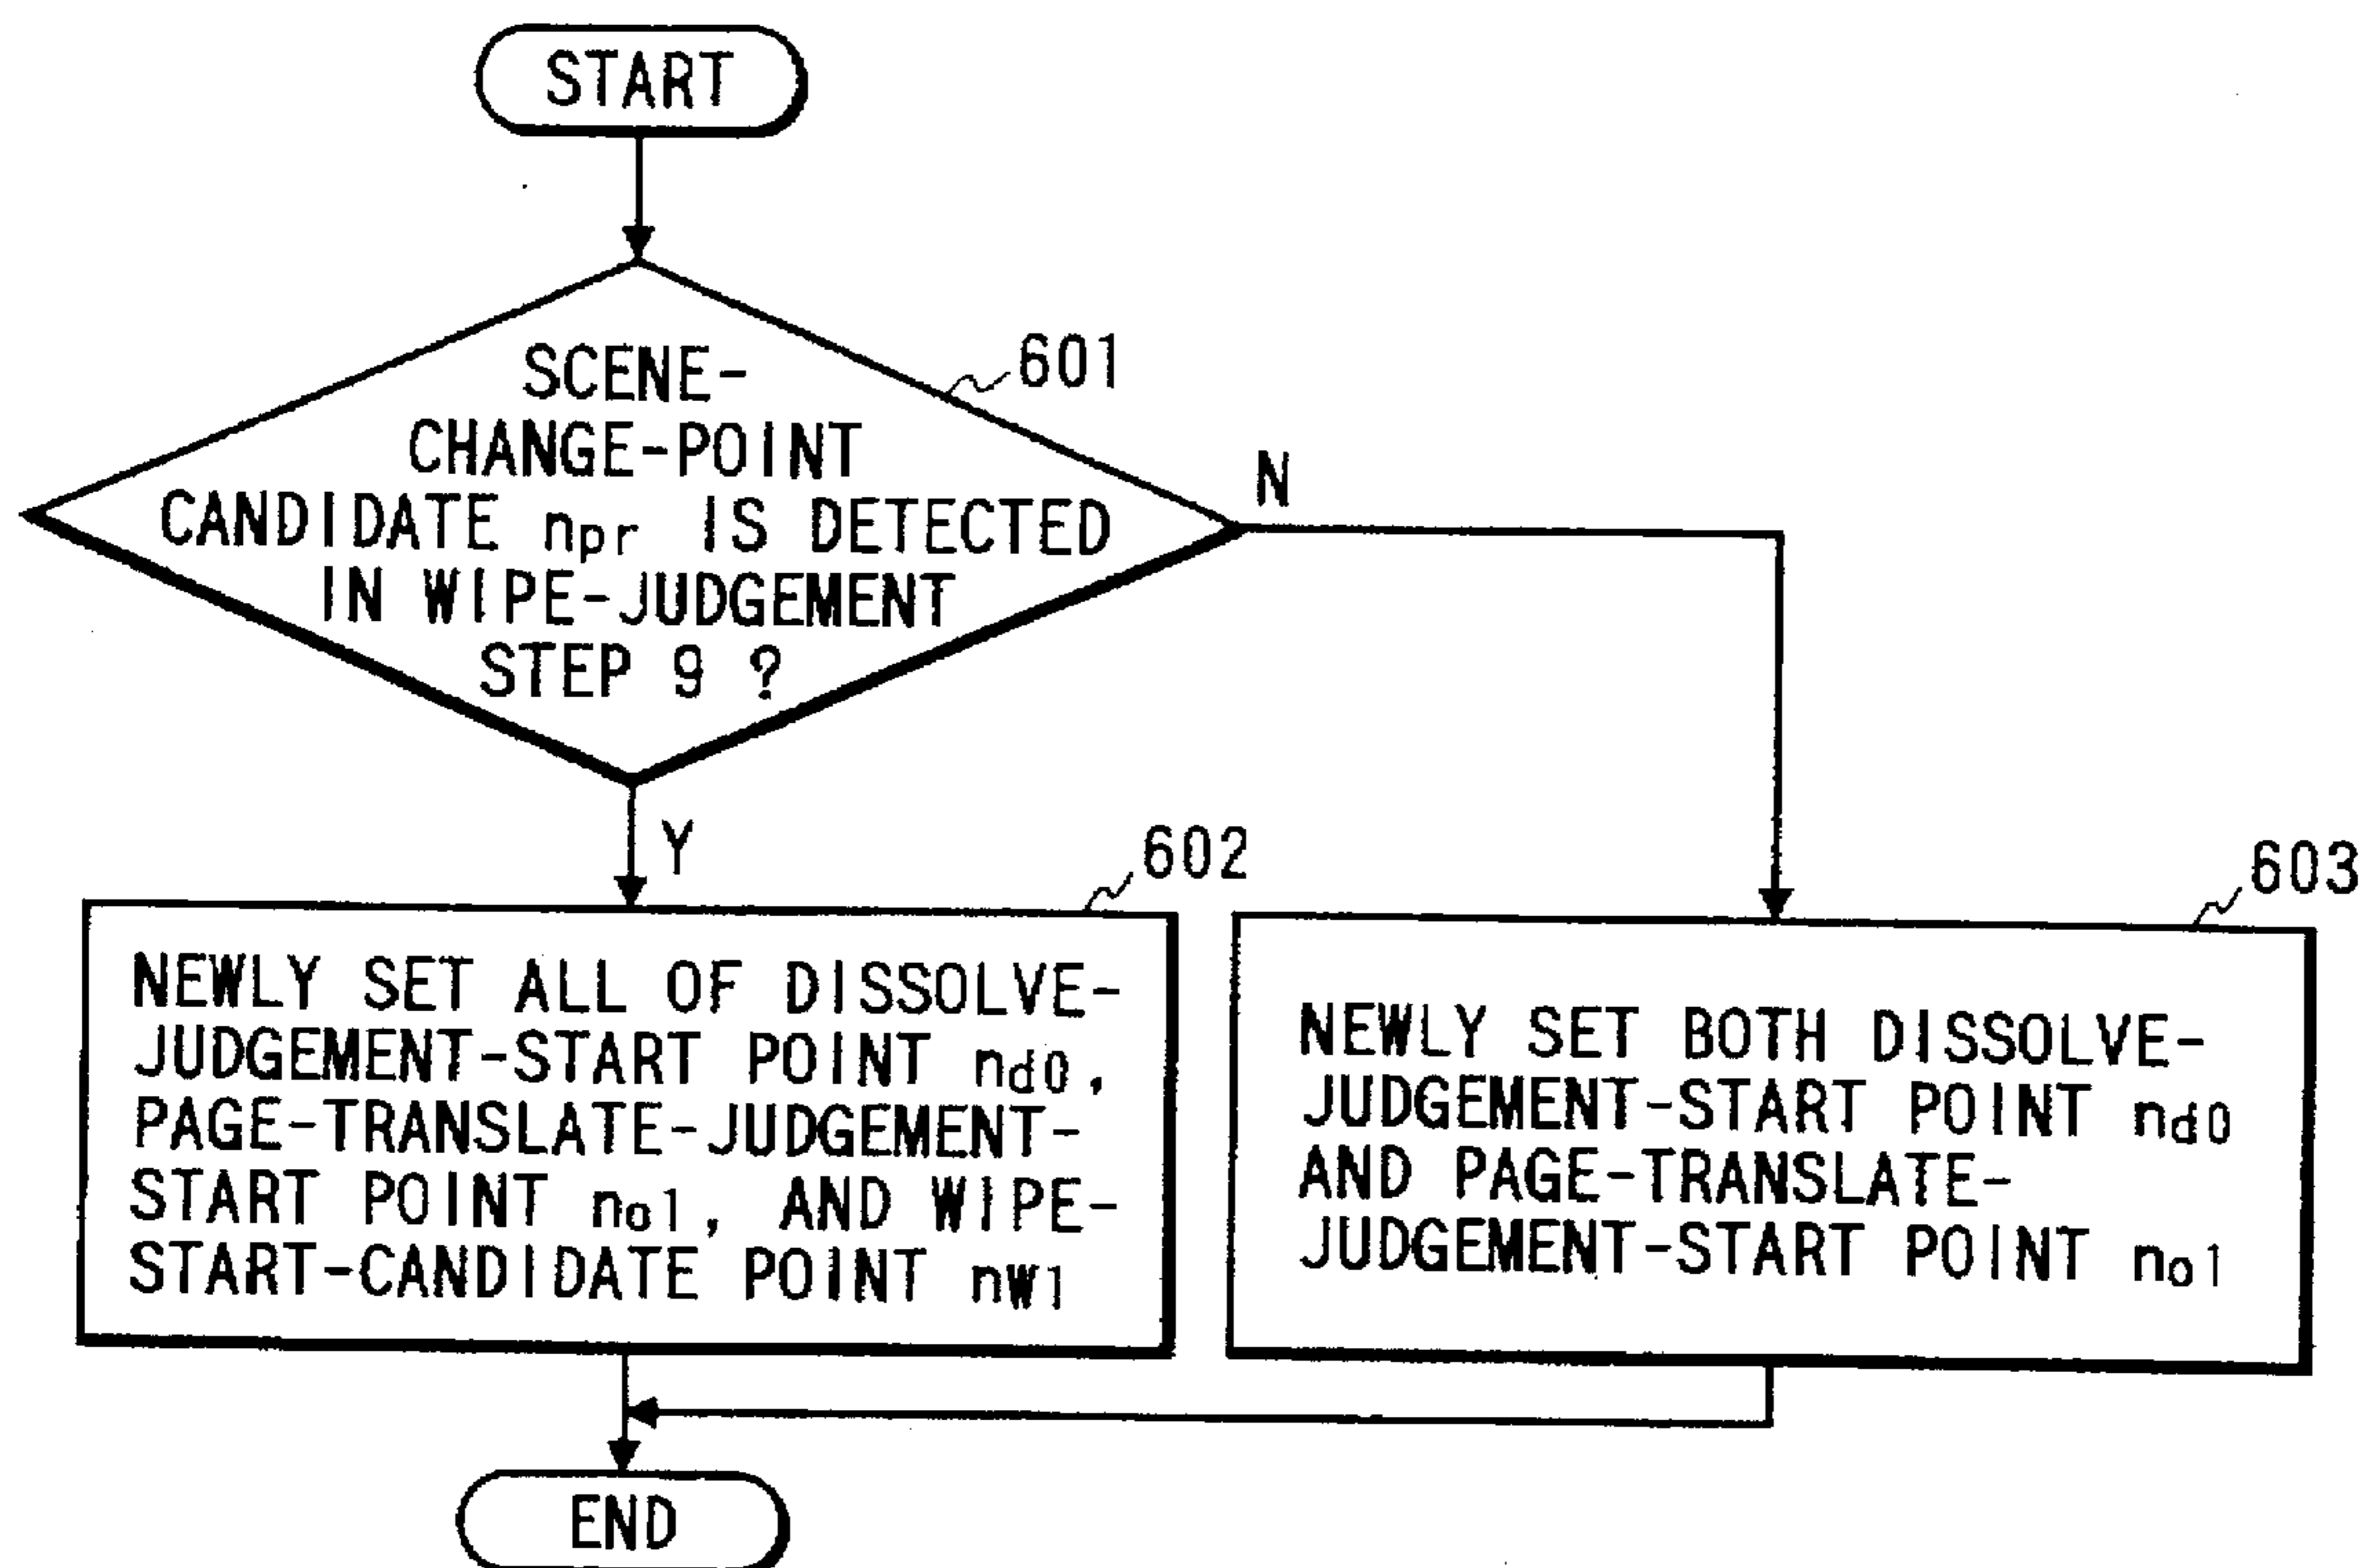 START
SCENE-
CHANGE-POINT
CANDIDATE npr IS DETECTED
IN WIPE-JUDGEMENT
STEP 9 ?
601
N
Y
602
NEWLY SET ALL OF DISSOLVE-
JUDGEMENT-START POINT nd0,
PAGE-TRANSLATE-JUDGEMENT-
START POINT no1, AND WIPE-
START-CANDIDATE POINT nW1
603
NEWLY SET BOTH DISSOLVE-
JUDGEMENT-START POINT nd0
AND PAGE-TRANSLATE-
JUDGEMENT-START POINT no1
END